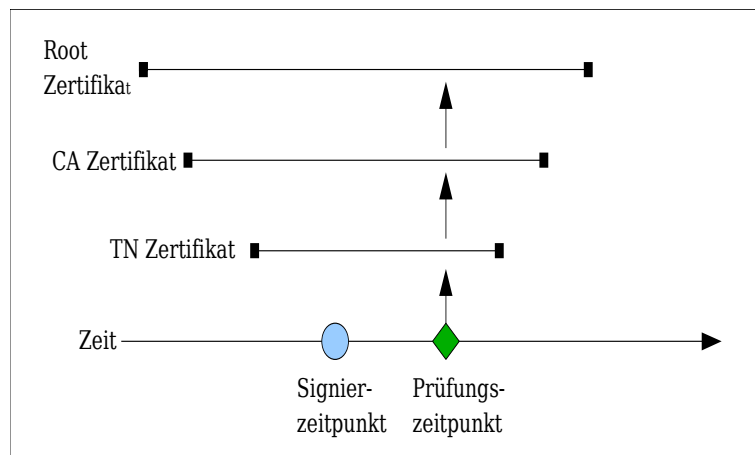 Root
Zertifikat
CA Zertifikat
TN Zertifikat
Zeit
Signier-
zeitpunkt
Prüfungs-
zeitpunkt